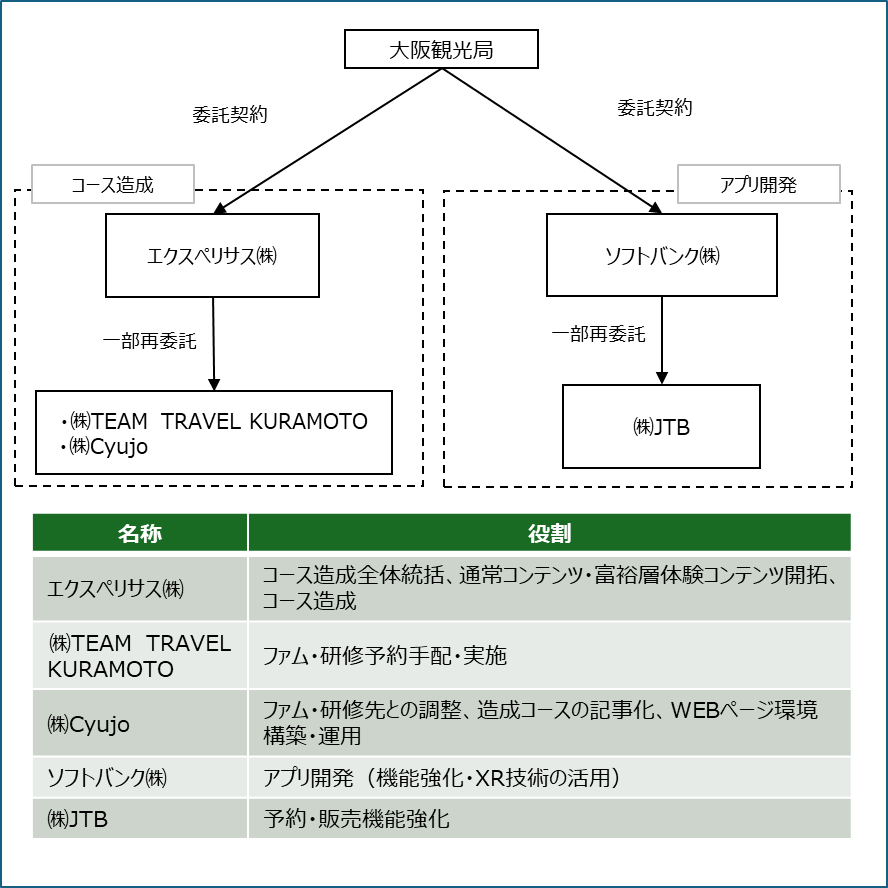 大阪観光局
委託契約
委託契約
コース造成
アプリ開発
エクスペリサス㈱
ソフトバンク㈱
一部再委託
一部再委託
・㈱TEAM TRAVEL KURAMOTO
・㈱Cyujo
㈱JTB
名称
役割
エクスペリサス㈱
コース造成全体統括、通常コンテンツ・富裕層体験コンテンツ開拓、
コース造成
㈱TEAM TRAVEL
KURAMOTO
ファム・研修予約手配・実施
㈱Cyujo
ファム・研修先との調整、造成コースの記事化、WEBページ環境
構築・運用
ソフトバンク㈱
アプリ開発（機能強化・XR技術の活用）
㈱JTB
予約・販売機能強化